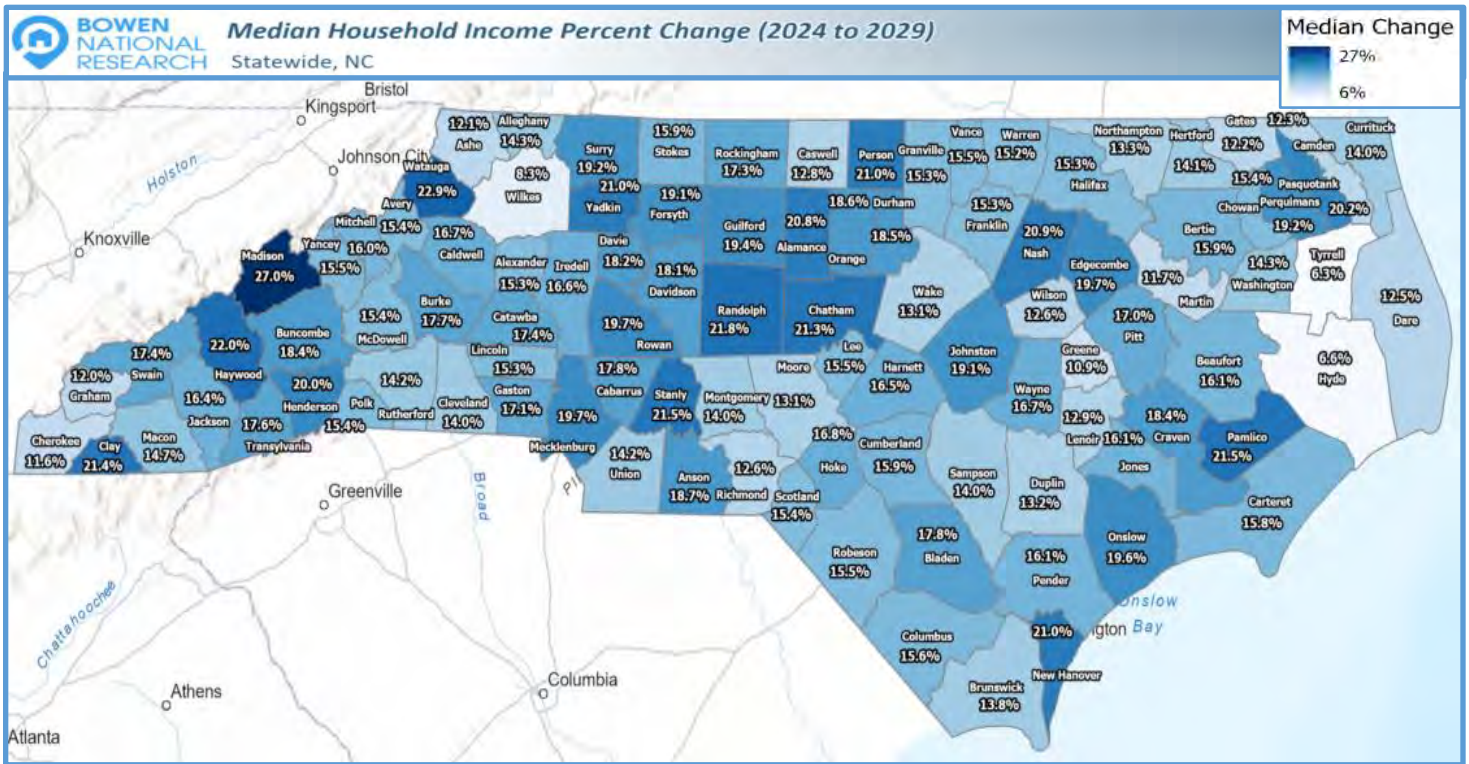 BOWEN
NATIONAL
RESEARCH
Median Household Income Percent Change (2024 to 2029)
Statewide, NC
Median Change
27%
6%
Bristol
Kingsport
Johnson City
Holston
Knoxville
Greenville
Broad
Chattahoochee
Athens
Atlanta
Columbia
Onslow
Bay
ngton
12.1%
Ashe
Alleghany
14.3%
Watauga
22.9%
8.3%
Wilkes
Surry
19.2%
15.9%
Stokes
Rockingham
17.3%
Caswell
12.8%
Person
21.0%
Granville
15.3%
Vance
15.5%
Warren
15.2%
Northampton
13.3%
Hertford
14.1%
Gates
12.2%
12.3%
Camden
Currituck
14.0%
15.3%
Halifax
15.4%
Pasquotank
Chowan
Perquimans
19.2%
20.2%
Bertie
15.9%
21.0%
Yadkin
19.1%
Forsyth
Guilford
19.4%
20.8%
Alamance
18.6%
Durham
18.5%
Orange
15.3%
Franklin
20.9%
Nash
Edgecombe
19.7%
11.7%
Martin
14.3%
Washington
Tyrrell
6.3%
12.5%
Dare
Avery
15.4%
Mitchell
16.0%
Yancey
15.5%
Madison
27.0%
16.7%
Caldwell
Alexander
15.3%
Iredell
16.6%
Davie
18.2%
18.1%
Davidson
Randolph
21.8%
Chatham
21.3%
Wake
13.1%
Wilson
12.6%
17.0%
Pitt
Greene
10.9%
Beaufort
16.1%
6.6%
Hyde
Burke
17.7%
15.4%
McDowell
Catawba
17.4%
19.7%
Rowan
Buncombe
18.4%
22.0%
Haywood
17.4%
Swain
12.0%
Graham
Cherokee
11.6%
Clay
21.4%
Macon
14.7%
16.4%
Jackson
20.0%
Henderson
17.6%
Transylvania
Polk
15.4%
14.2%
Rutherford
Cleveland
14.0%
Lincoln
15.3%
Gaston
17.1%
Mecklenburg
19.7%
17.8%
Cabarrus
Stanly
21.5%
14.2%
Union
Anson
18.7%
Montgomery
14.0%
Moore
13.1%
Lee
15.5%
Harnett
16.5%
Johnston
19.1%
Wayne
16.7%
12.9%
Lenoir
18.4%
Craven
16.1%
Jones
Pamlico
21.5%
Carteret
15.8%
12.6%
Richmond
Scotland
15.4%
16.8%
Hoke
Cumberland
15.9%
Sampson
14.0%
Duplin
13.2%
Onslow
19.6%
Robeson
15.5%
17.8%
Bladen
16.1%
Pender
Columbus
15.6%
21.0%
New Hanover
Brunswick
13.8%